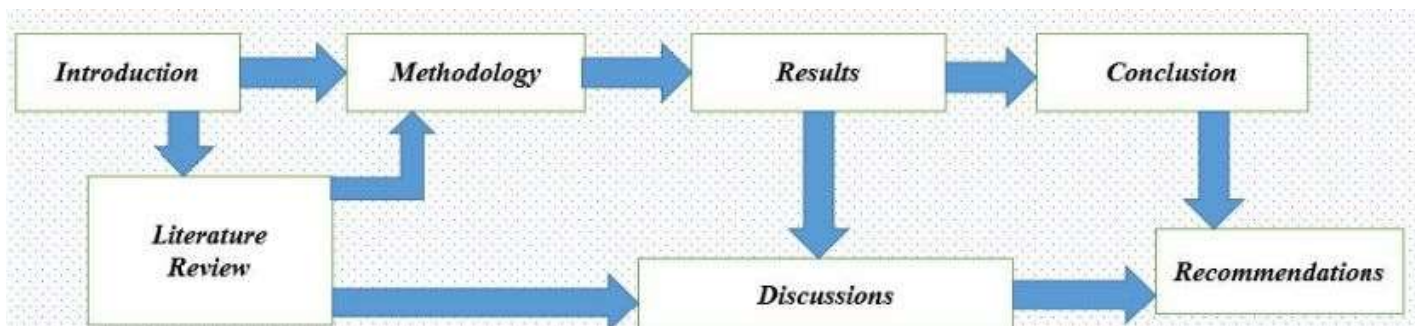 Introduction
Methodology
Results
Conclusion
Literature
Review
Discussions
Recommendations